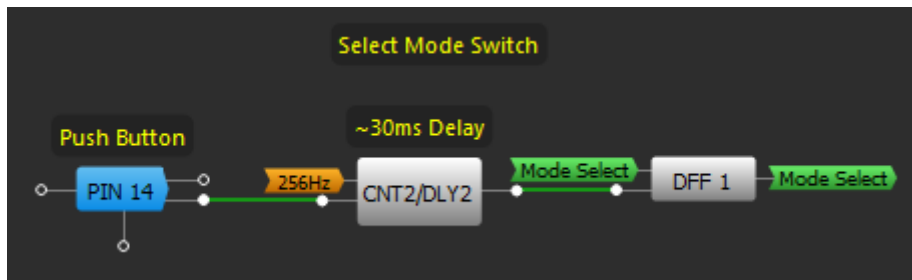 Select Mode Switch
Push Button
~30ms Delay
PIN 14
256Hz
CNT2/DLY2
Mode Select
DFF 1
Mode Select